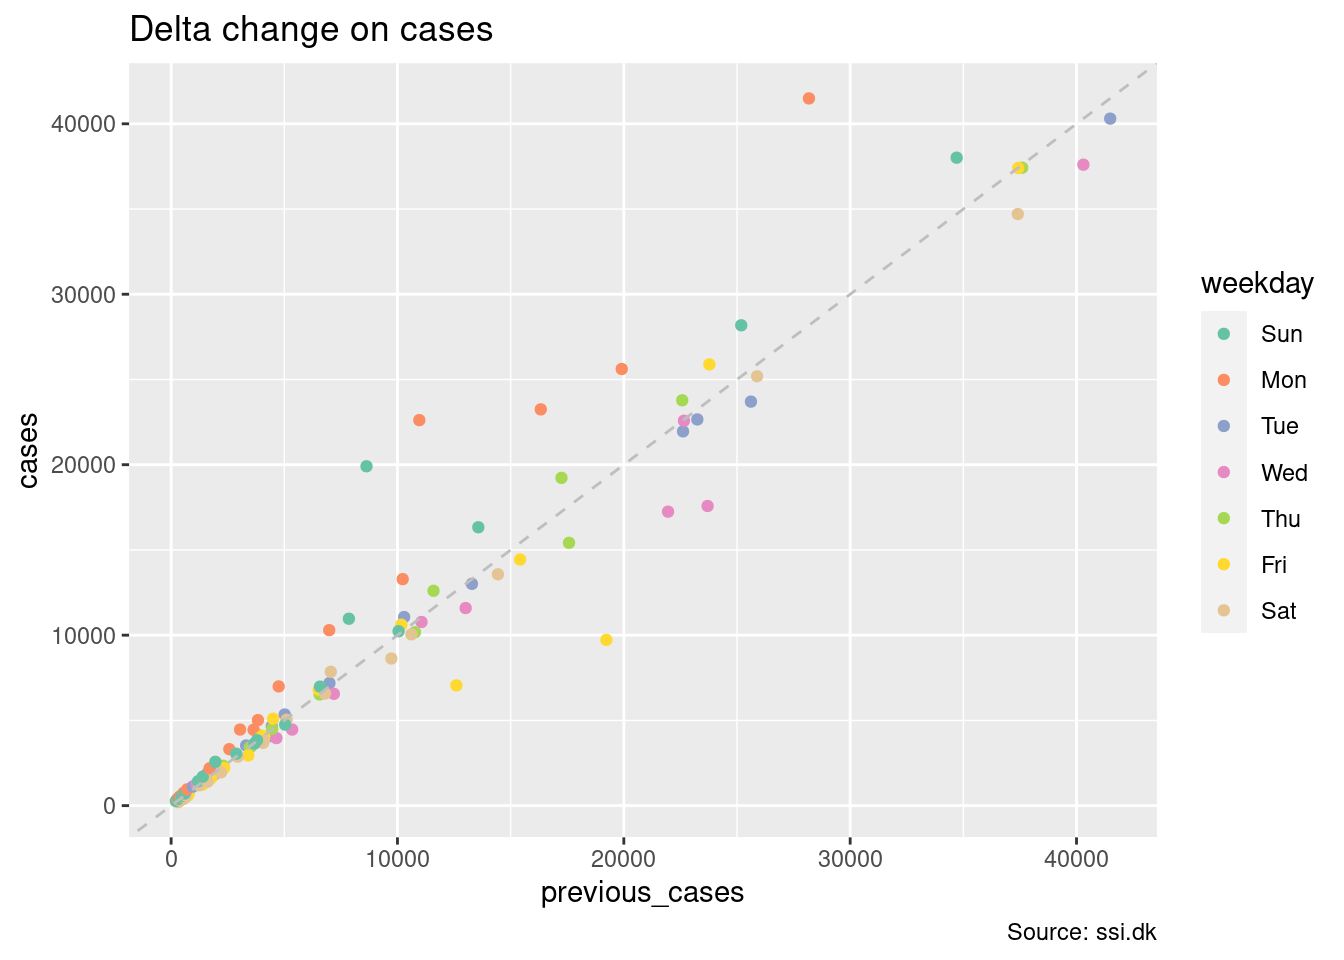 Delta change on cases
cases
40000
30000
20000
10000
0
0 10000 20000 30000 40000
previous_cases
weekday
Sun
Mon
Tue
Wed
Thu
Fri
Sat
Source: ssi.dk